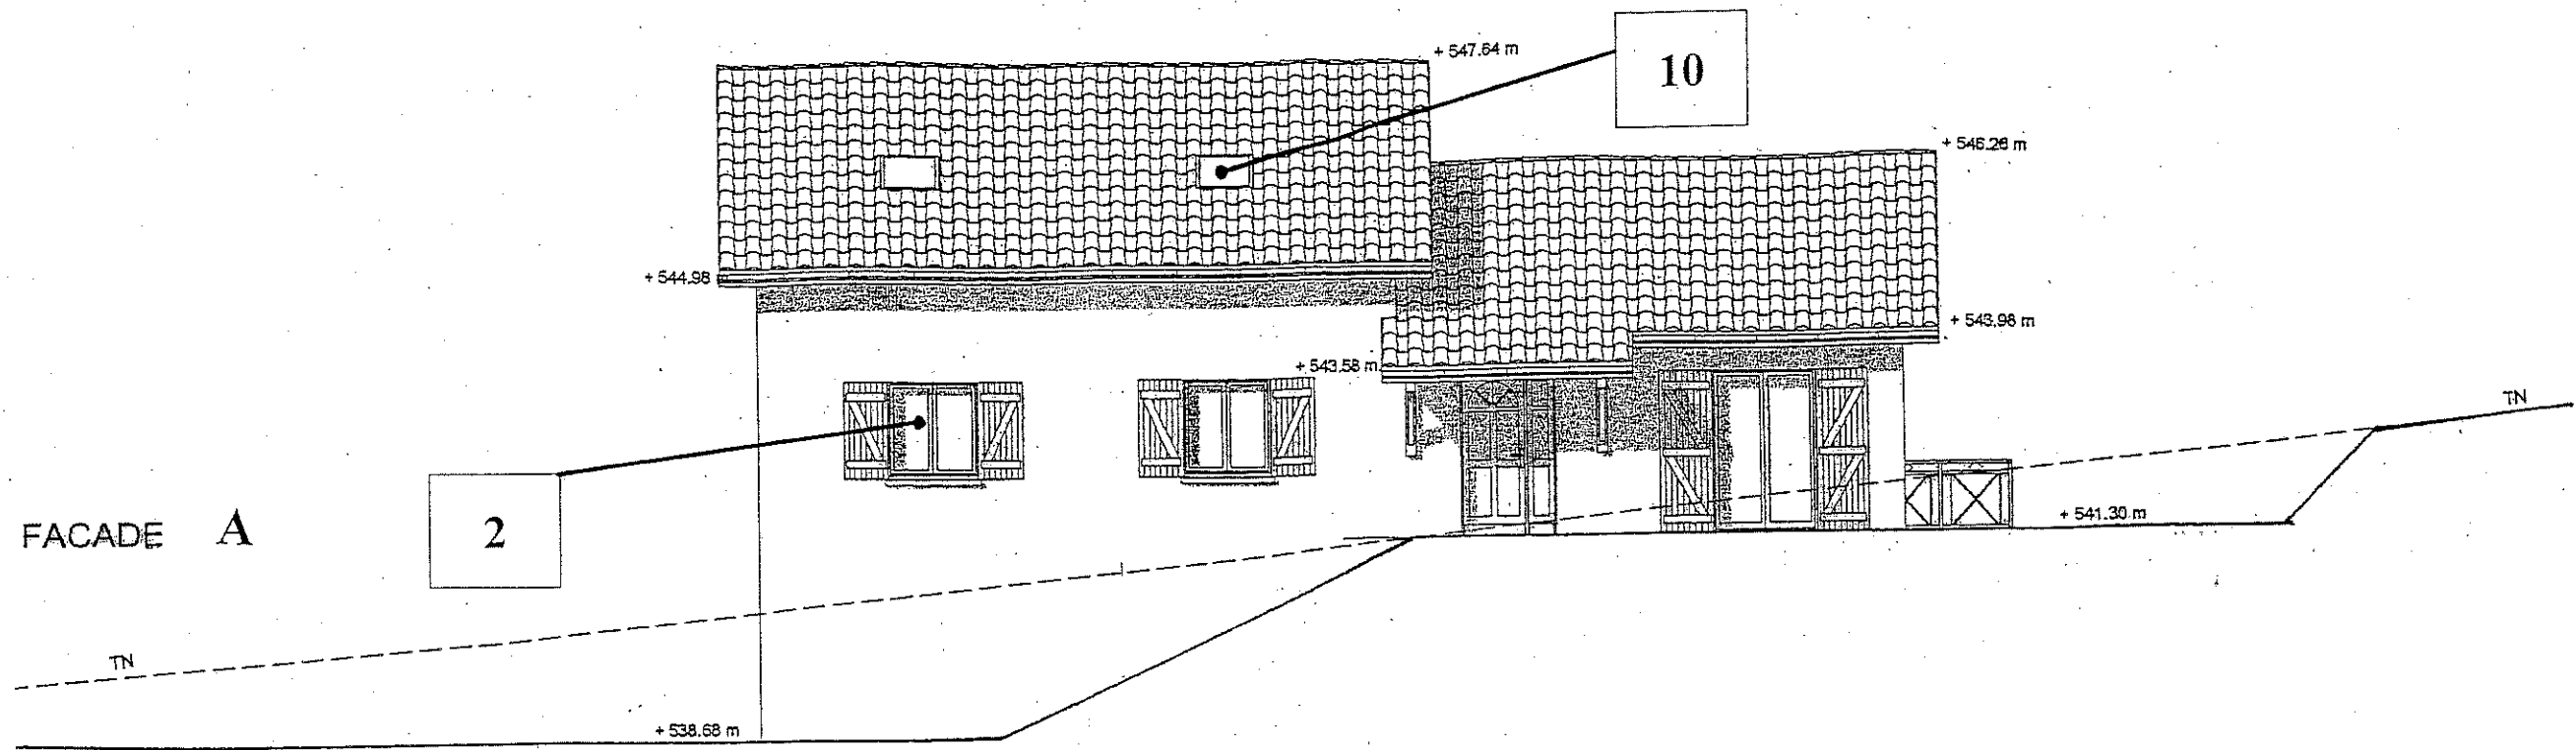 + 547.64 m
10
+ 546.26 m
+ 544.98
+ 543.98 m
+ 543.58 m
TN
FACADE A
2
+ 541.30 m
TN
+ 538.68 m